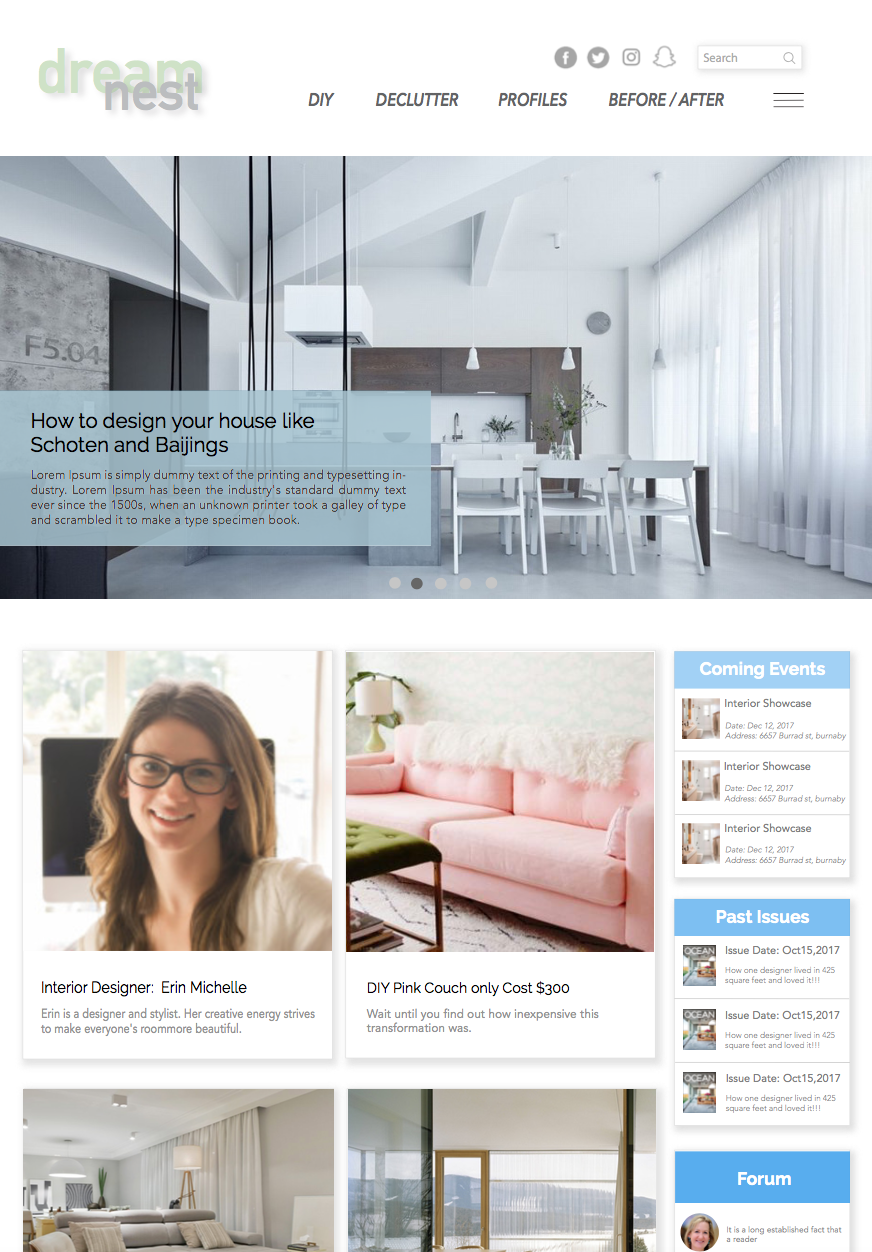 dream
nest
Search
DIY DECLUTTER PROFILES BEFORE / AFTER
F5.04
How to design your house like
Schoten and Baijings
Lorem Ipsum is simply dummy text of the printing and typesetting in-
dustry. Lorem Ipsum has been the industry's standard dummy text
ever since the 1500s, when an unknown printer took a galley of type
and scrambled it to make a type specimen book.
Interior Designer: Erin Michelle
Erin is a designer and stylist. Her creative energy strives
to make everyone's roommore beautiful.
DIY Pink Couch only Cost $300
Wait until you find out how inexpensive this
transformation was.
Coming Events
Interior Showcase
Date: Dec 12, 2017
Address: 6657 Burrad st, burnaby
Interior Showcase
Date: Dec 12, 2017
Address: 6657 Burrad st, burnaby
Interior Showcase
Date: Dec 12, 2017
Address: 6657 Burrad st, burnaby
Past Issues
OCEAN
Issue Date: Oct15,2017
How one designer lived in 425
square feet and loved it!!!
OCEAN
Issue Date: Oct15,2017
How one designer lived in 425
square feet and loved it!!!
OCEAN
Issue Date: Oct15,2017
How one designer lived in 425
square feet and loved it!!!
Forum
It is a long established fact that
a reader